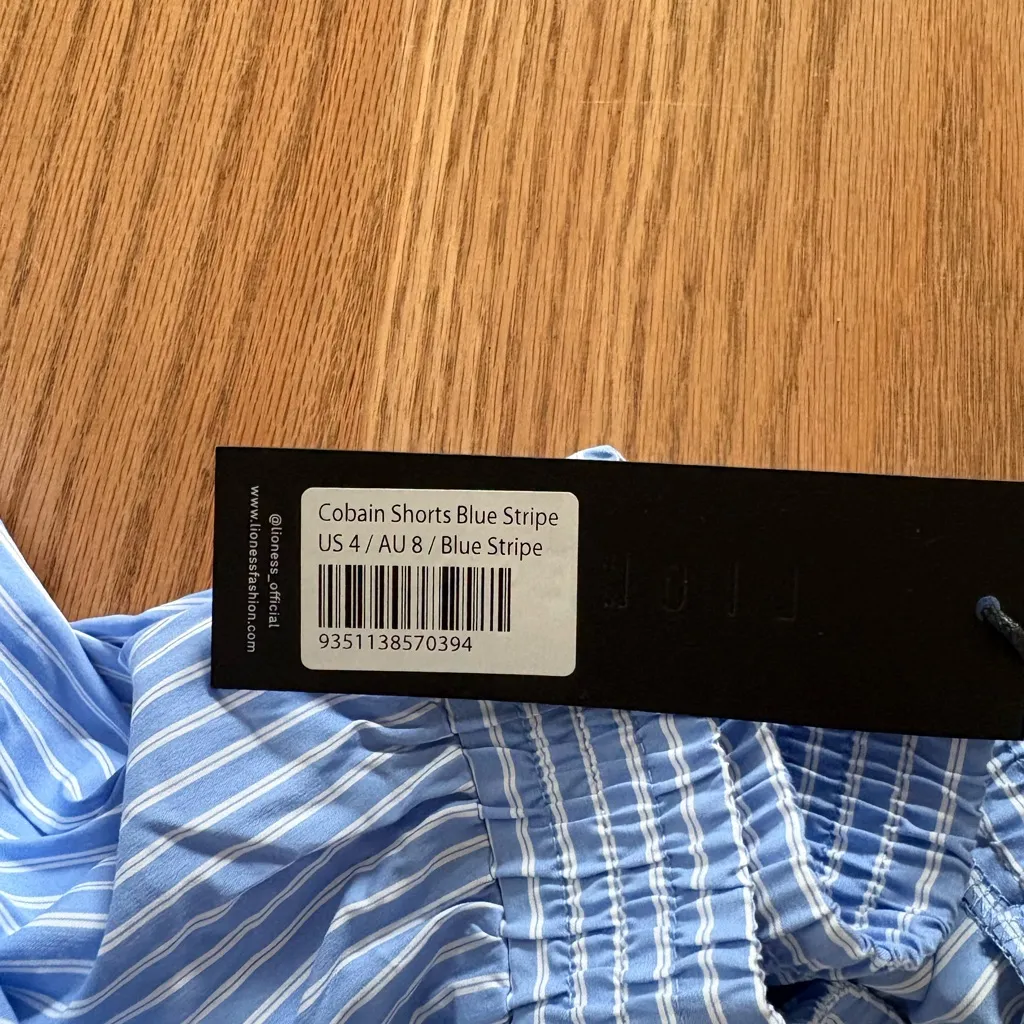 @lioness_official
www.lionessfashion.com
Cobain Shorts Blue Stripe
US 4 / AU 8 / Blue Stripe
9351138570394